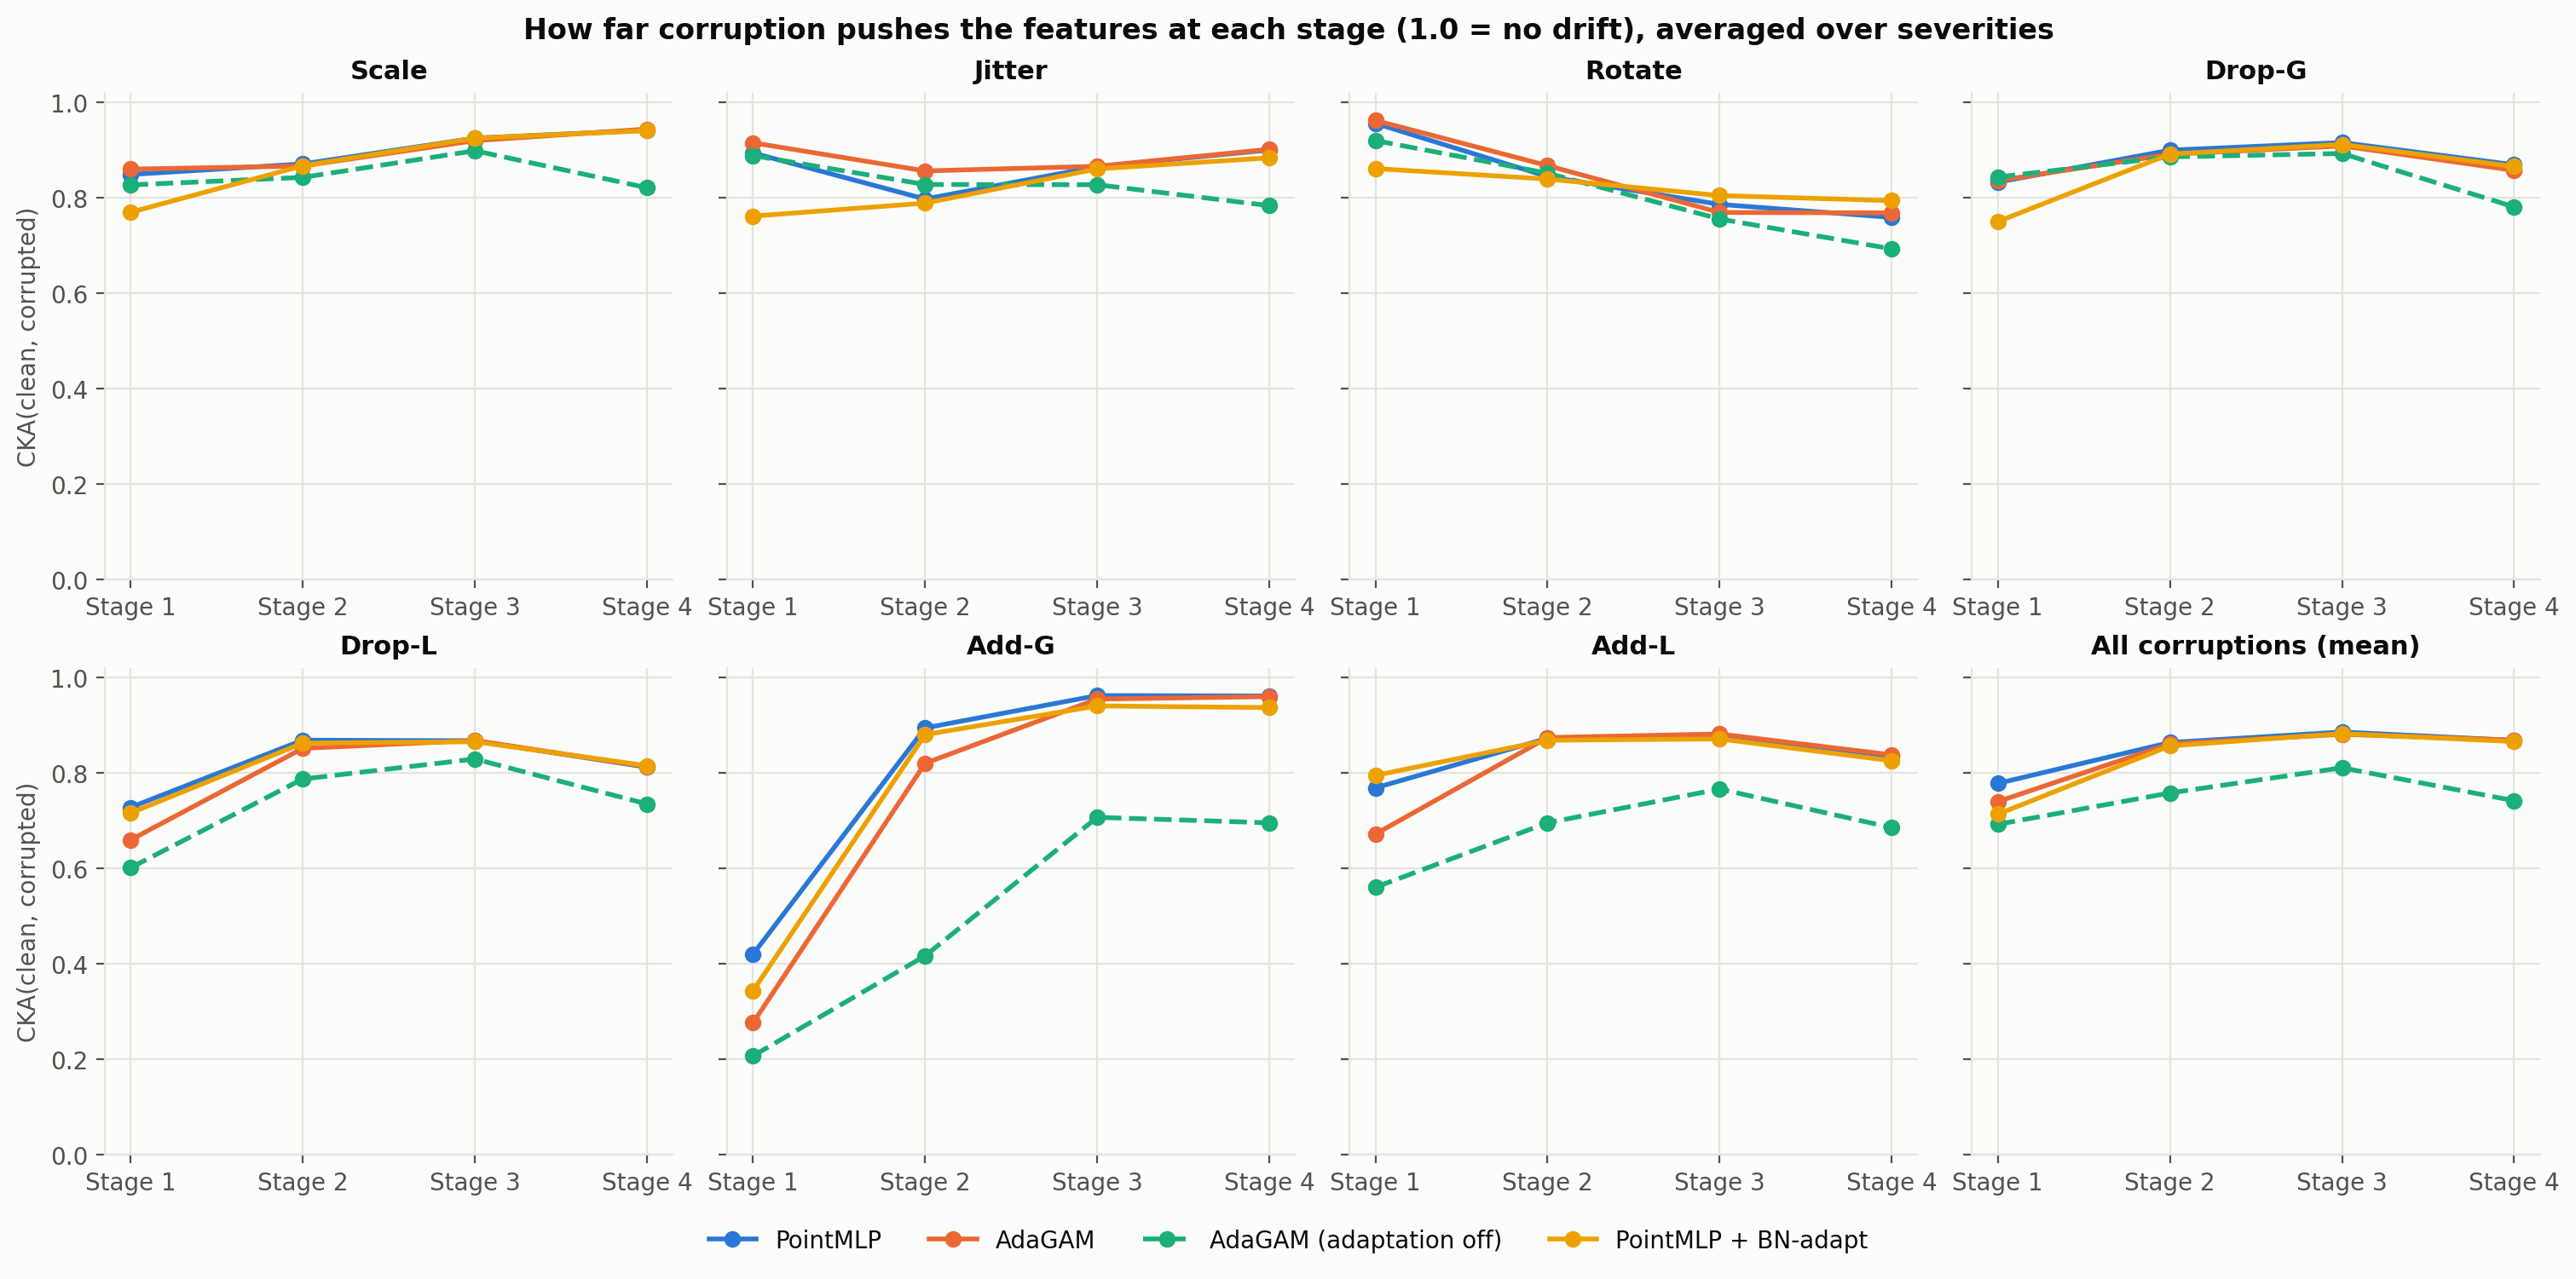 How far corruption pushes the features at each stage (1.0 = no drift), averaged over severities
Scale
Jitter
Rotate
Drop-G
CKA(clean, corrupted)
1.0
0.8
0.6
0.4
0.2
0.0
Stage 1 Stage 2 Stage 3 Stage 4
Stage 1 Stage 2 Stage 3 Stage 4
Stage 1 Stage 2 Stage 3 Stage 4
Stage 1 Stage 2 Stage 3 Stage 4
Drop-L
Add-G
Add-L
All corruptions (mean)
CKA(clean, corrupted)
1.0
0.8
0.6
0.4
0.2
0.0
Stage 1 Stage 2 Stage 3 Stage 4
Stage 1 Stage 2 Stage 3 Stage 4
Stage 1 Stage 2 Stage 3 Stage 4
Stage 1 Stage 2 Stage 3 Stage 4
PointMLP
AdaGAM
AdaGAM (adaptation off)
PointMLP + BN-adapt